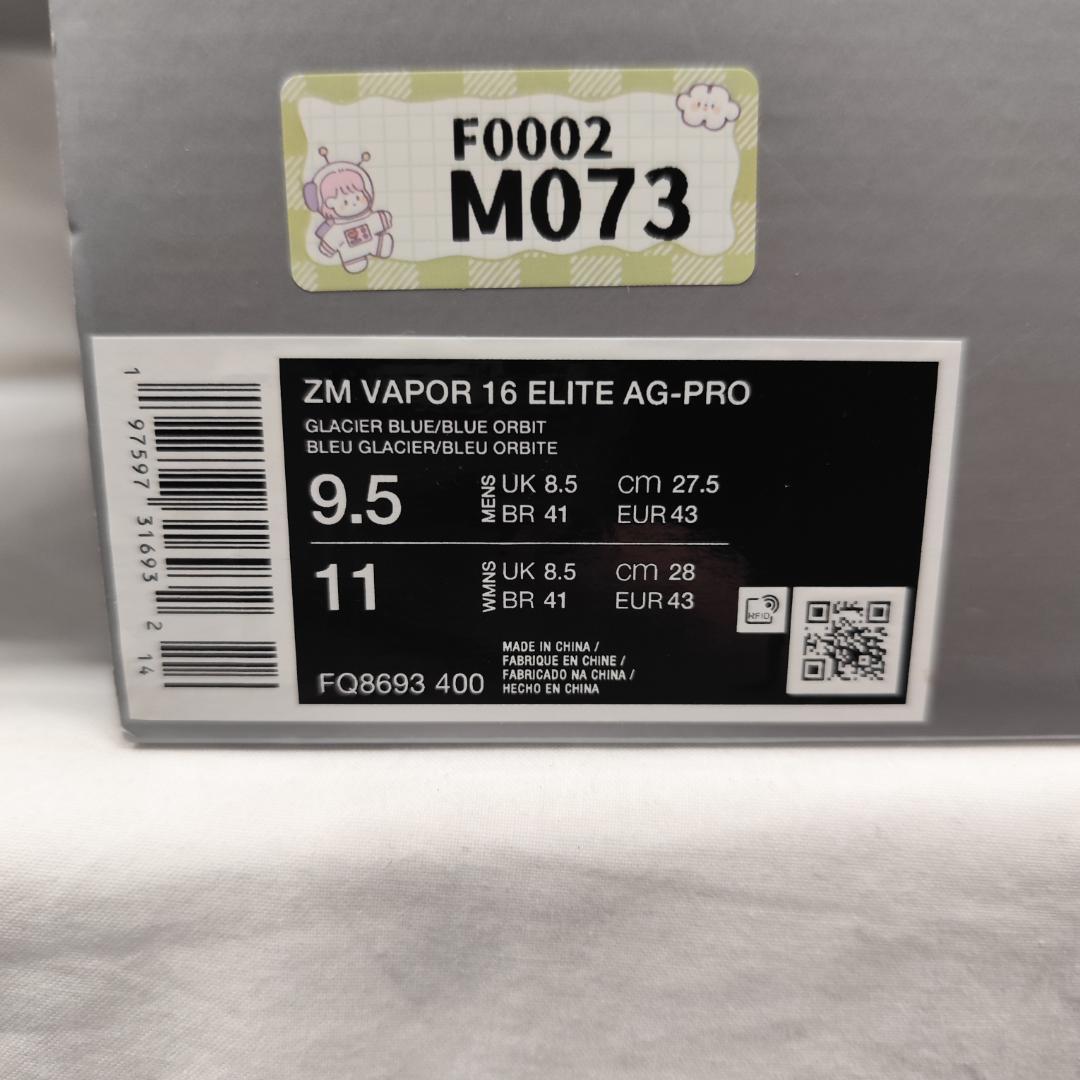 F0002
M073
ZM VAPOR 16 ELITE AG-PRO
GLACIER BLUE/BLUE ORBIT
BLEU GLACIER/BLEU ORBITE
9.5 MENS UK 8.5 cm 27.5
BR 41 EUR 43
11 WMNS UK 8.5 cm 28
BR 41 EUR 43
RFID
FQ8693 400
MADE IN CHINA /
FABRIQUE EN CHINE /
FABRICADO NA CHINA /
HECHO EN CHINA
1 97597 31693 2 14